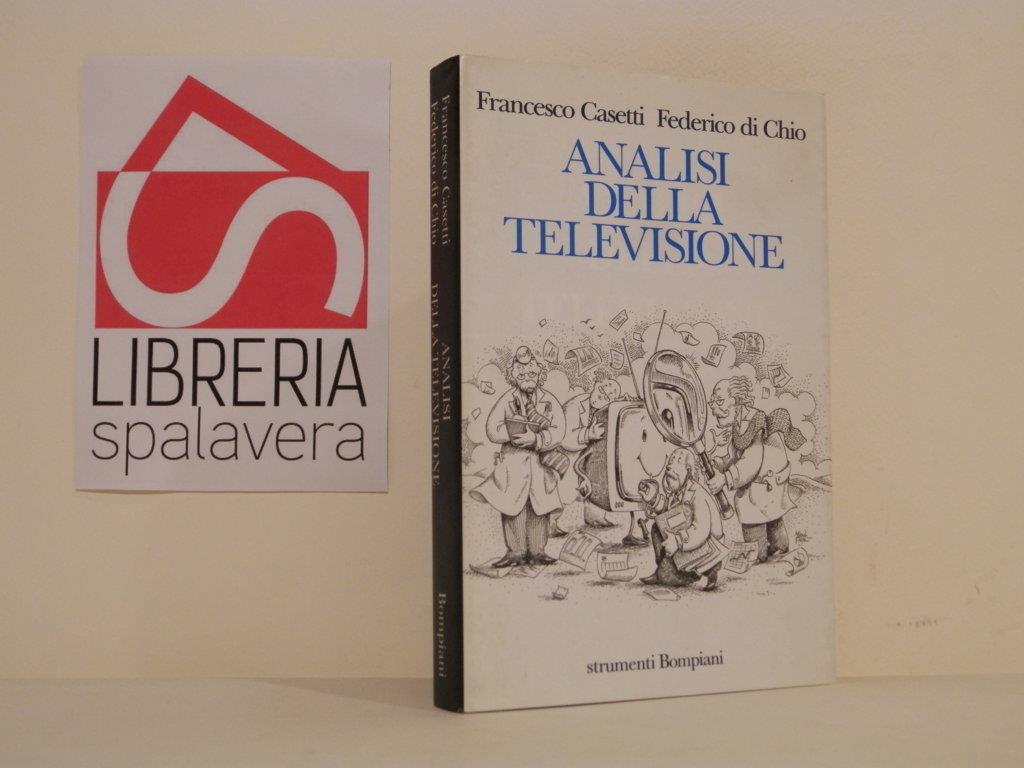 LIBRERIA
spalavera
Francesco Casetti
Federico di Chio
ANALISI
DELLA TELEVISIONE
Bompiani
Francesco Casetti Federico di Chio
ANALISI
DELLA
TELEVISIONE
strumenti Bompiani